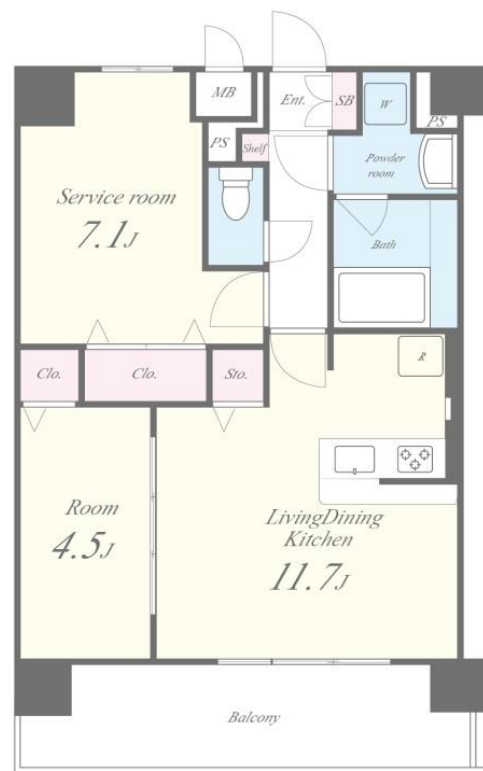 MB
Ent.
SB
W
PS
PS
Shelf
Powder
room
Service room
7.1J
Bath
Clo.
Clo.
Sto.
R
Room
4.5J
LivingDining
Kitchen
11.7J
Balcony